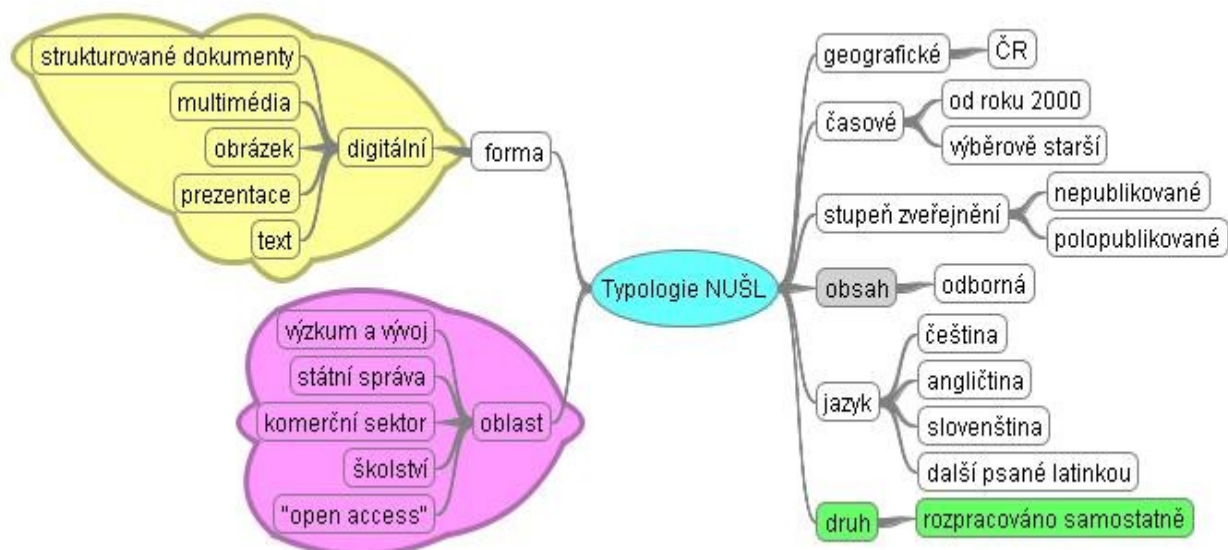 strukturované dokumenty
multimédia
obrázek
prezentace
text
digitální
forma
výzkum a vývoj
státní správa
komerční sektor
školství
"open access"
oblast
Typologie NUŠL
geografické
ČR
časové
od roku 2000
výběrově starší
stupeň zveřejnění
nepublikované
polopublikované
obsah
odborná
jazyk
čeština
angličtina
slovenština
další psané latinkou
druh
rozpracováno samostatně